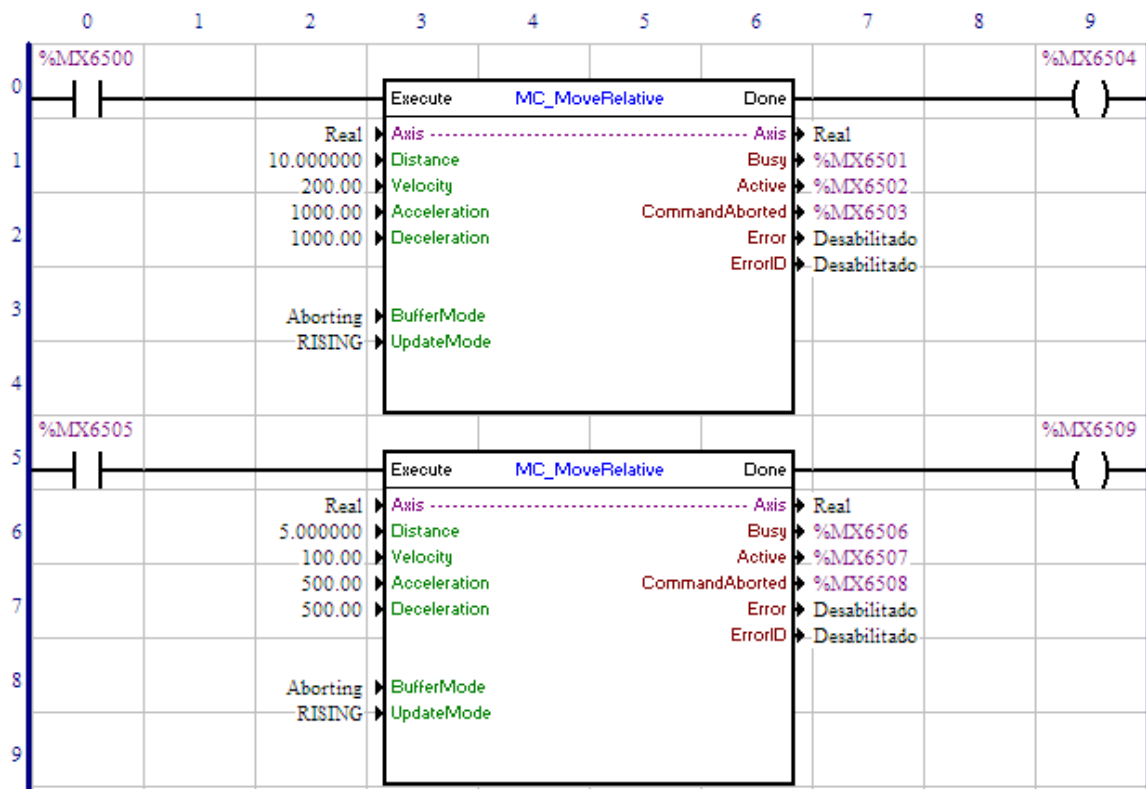 0 1 2 3 4 5 6 7 8 9
%MX6500 %MX6504
0
Execute MC_MoveRelative Done
Real Axis Axis Real
1
10.000000 Distance Busy %MX6501
200.00 Velocity Active %MX6502
1000.00 Acceleration CommandAborted %MX6503
2
1000.00 Deceleration Error Desabilitado
ErrorID Desabilitado
3
Aborting BufferMode
RISING UpdateMode
4
%MX6505 %MX6509
5
Execute MC_MoveRelative Done
Real Axis Axis Real
6
5.000000 Distance Busy %MX6506
100.00 Velocity Active %MX6507
500.00 Acceleration CommandAborted %MX6508
7
500.00 Deceleration Error Desabilitado
ErrorID Desabilitado
8
Aborting BufferMode
RISING UpdateMode
9